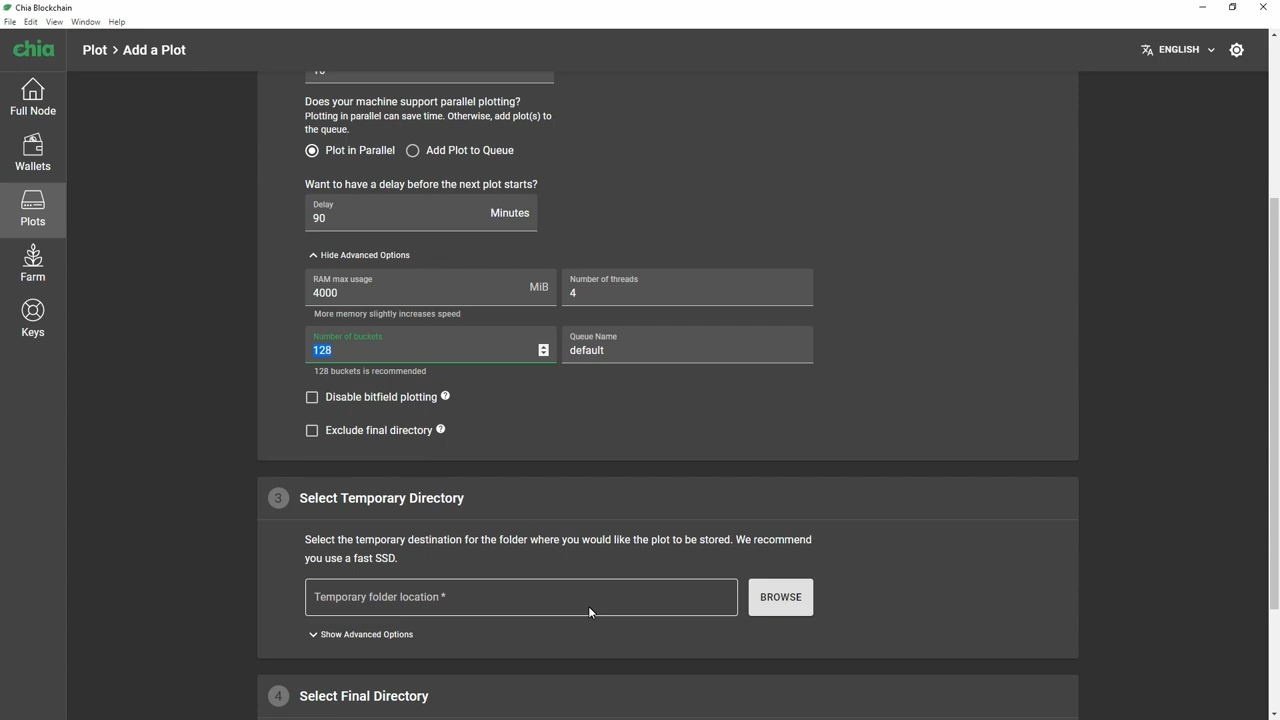 Chia Blockchain
File Edit View Window Help
chia
Plot > Add a Plot
ENGLISH
Full Node
Wallets
Plots
Farm
Keys
Does your machine support parallel plotting?
Plotting in parallel can save time. Otherwise, add plot(s) to
the queue.
Plot in Parallel Add Plot to Queue
Want to have a delay before the next plot starts?
Delay
90 Minutes
Hide Advanced Options
RAM max usage
4000 MiB
Number of threads
4
More memory slightly increases speed
Number of buckets
128
Queue Name
default
128 buckets is recommended
Disable bitfield plotting ?
Exclude final directory ?
3 Select Temporary Directory
Select the temporary destination for the folder where you would like the plot to be stored. We recommend
you use a fast SSD.
Temporary folder location *
BROWSE
Show Advanced Options
4 Select Final Directory